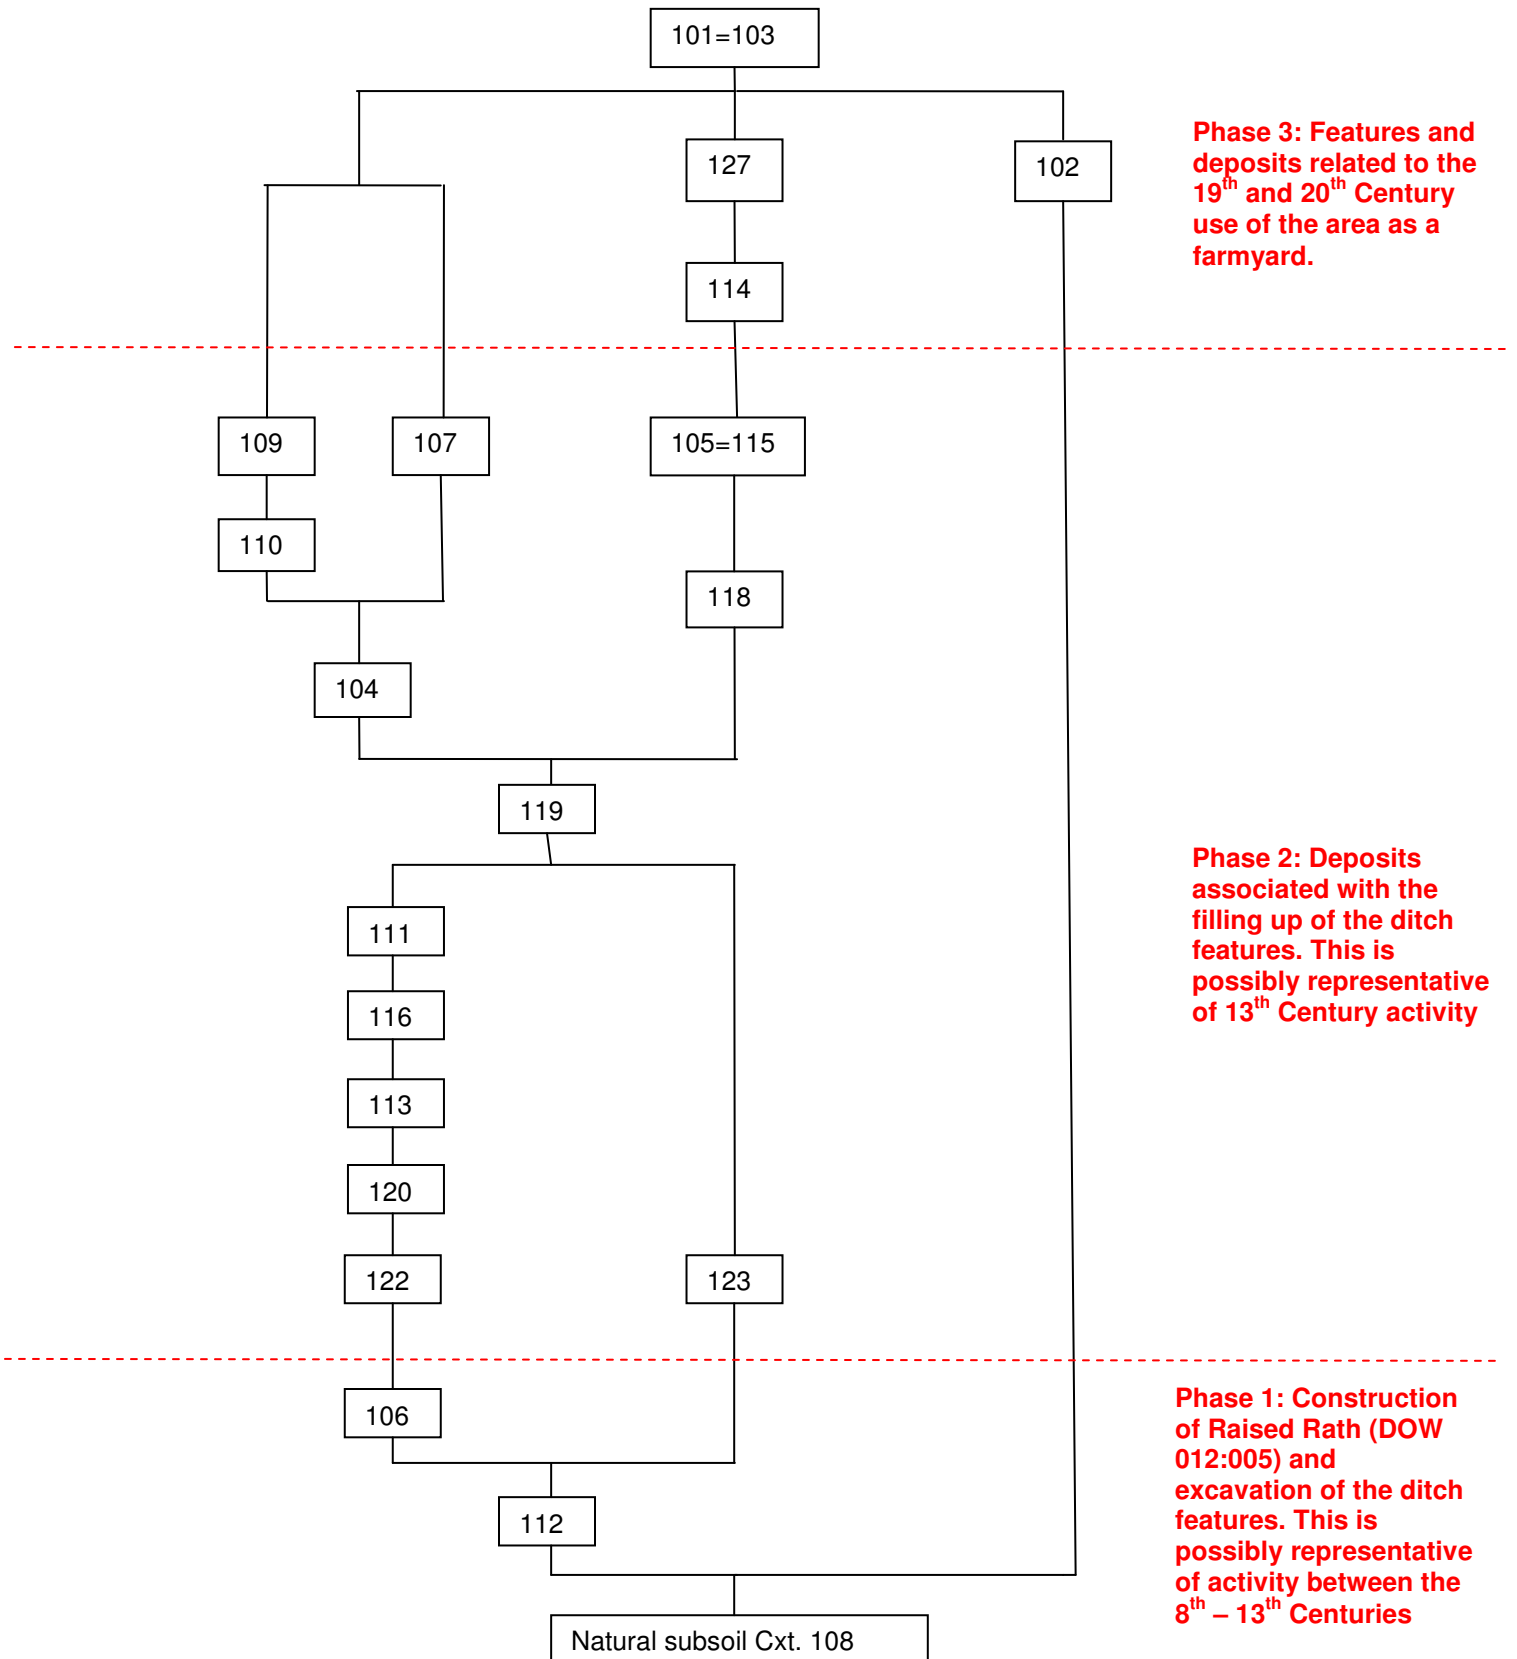 101=103
127
102
Phase 3: Features and
deposits related to the
19th and 20th Century
use of the area as a
farmyard.
114
109
107
105=115
110
118
104
119
Phase 2: Deposits
associated with the
filling up of the ditch
features. This is
possibly representative
of 13th Century activity
111
116
113
120
122
123
106
Phase 1: Construction
of Raised Rath (DOW
012:005) and
excavation of the ditch
features. This is
possibly representative
of activity between the
8th – 13th Centuries
112
Natural subsoil Cxt. 108